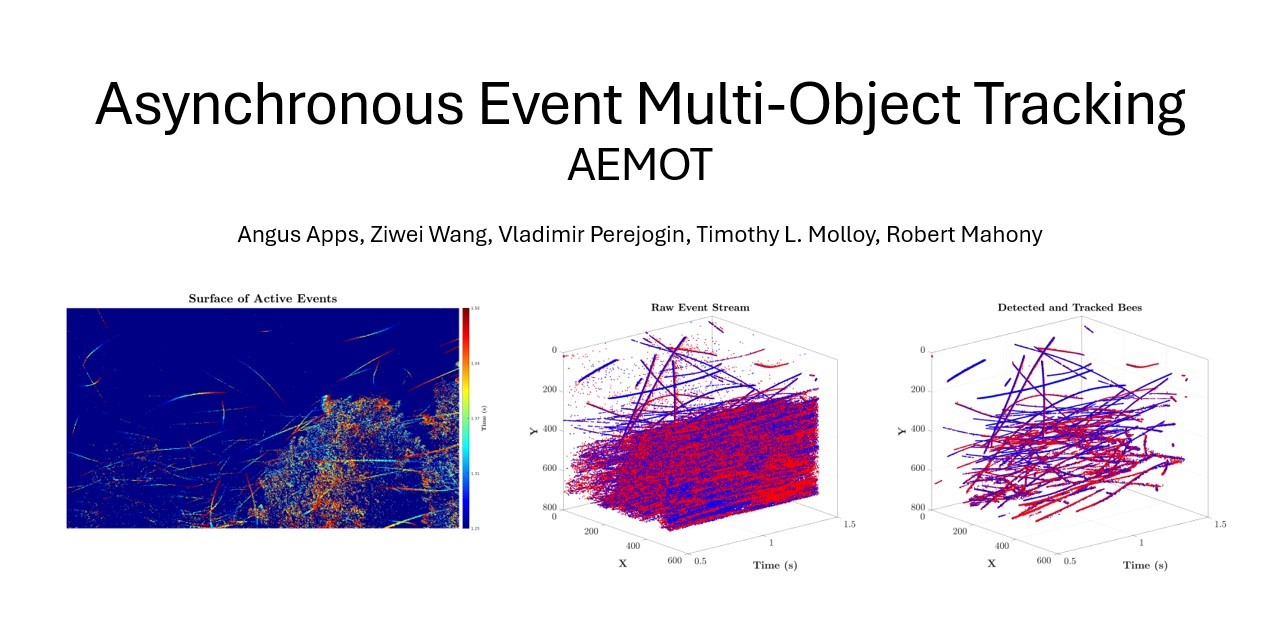 Asynchronous Event Multi-Object Tracking
AEMOT
Angus Apps, Ziwei Wang, Vladimir Perejogin, Timothy L. Molloy, Robert Mahony
Surface of Active Events
Time (s)
Raw Event Stream
0
200
400
600
800
Y
0
200
400
600
X
0.5
1
1.5
Time (s)
Detected and Tracked Bees
0
200
400
600
800
Y
0
200
400
600
X
0.5
1
1.5
Time (s)